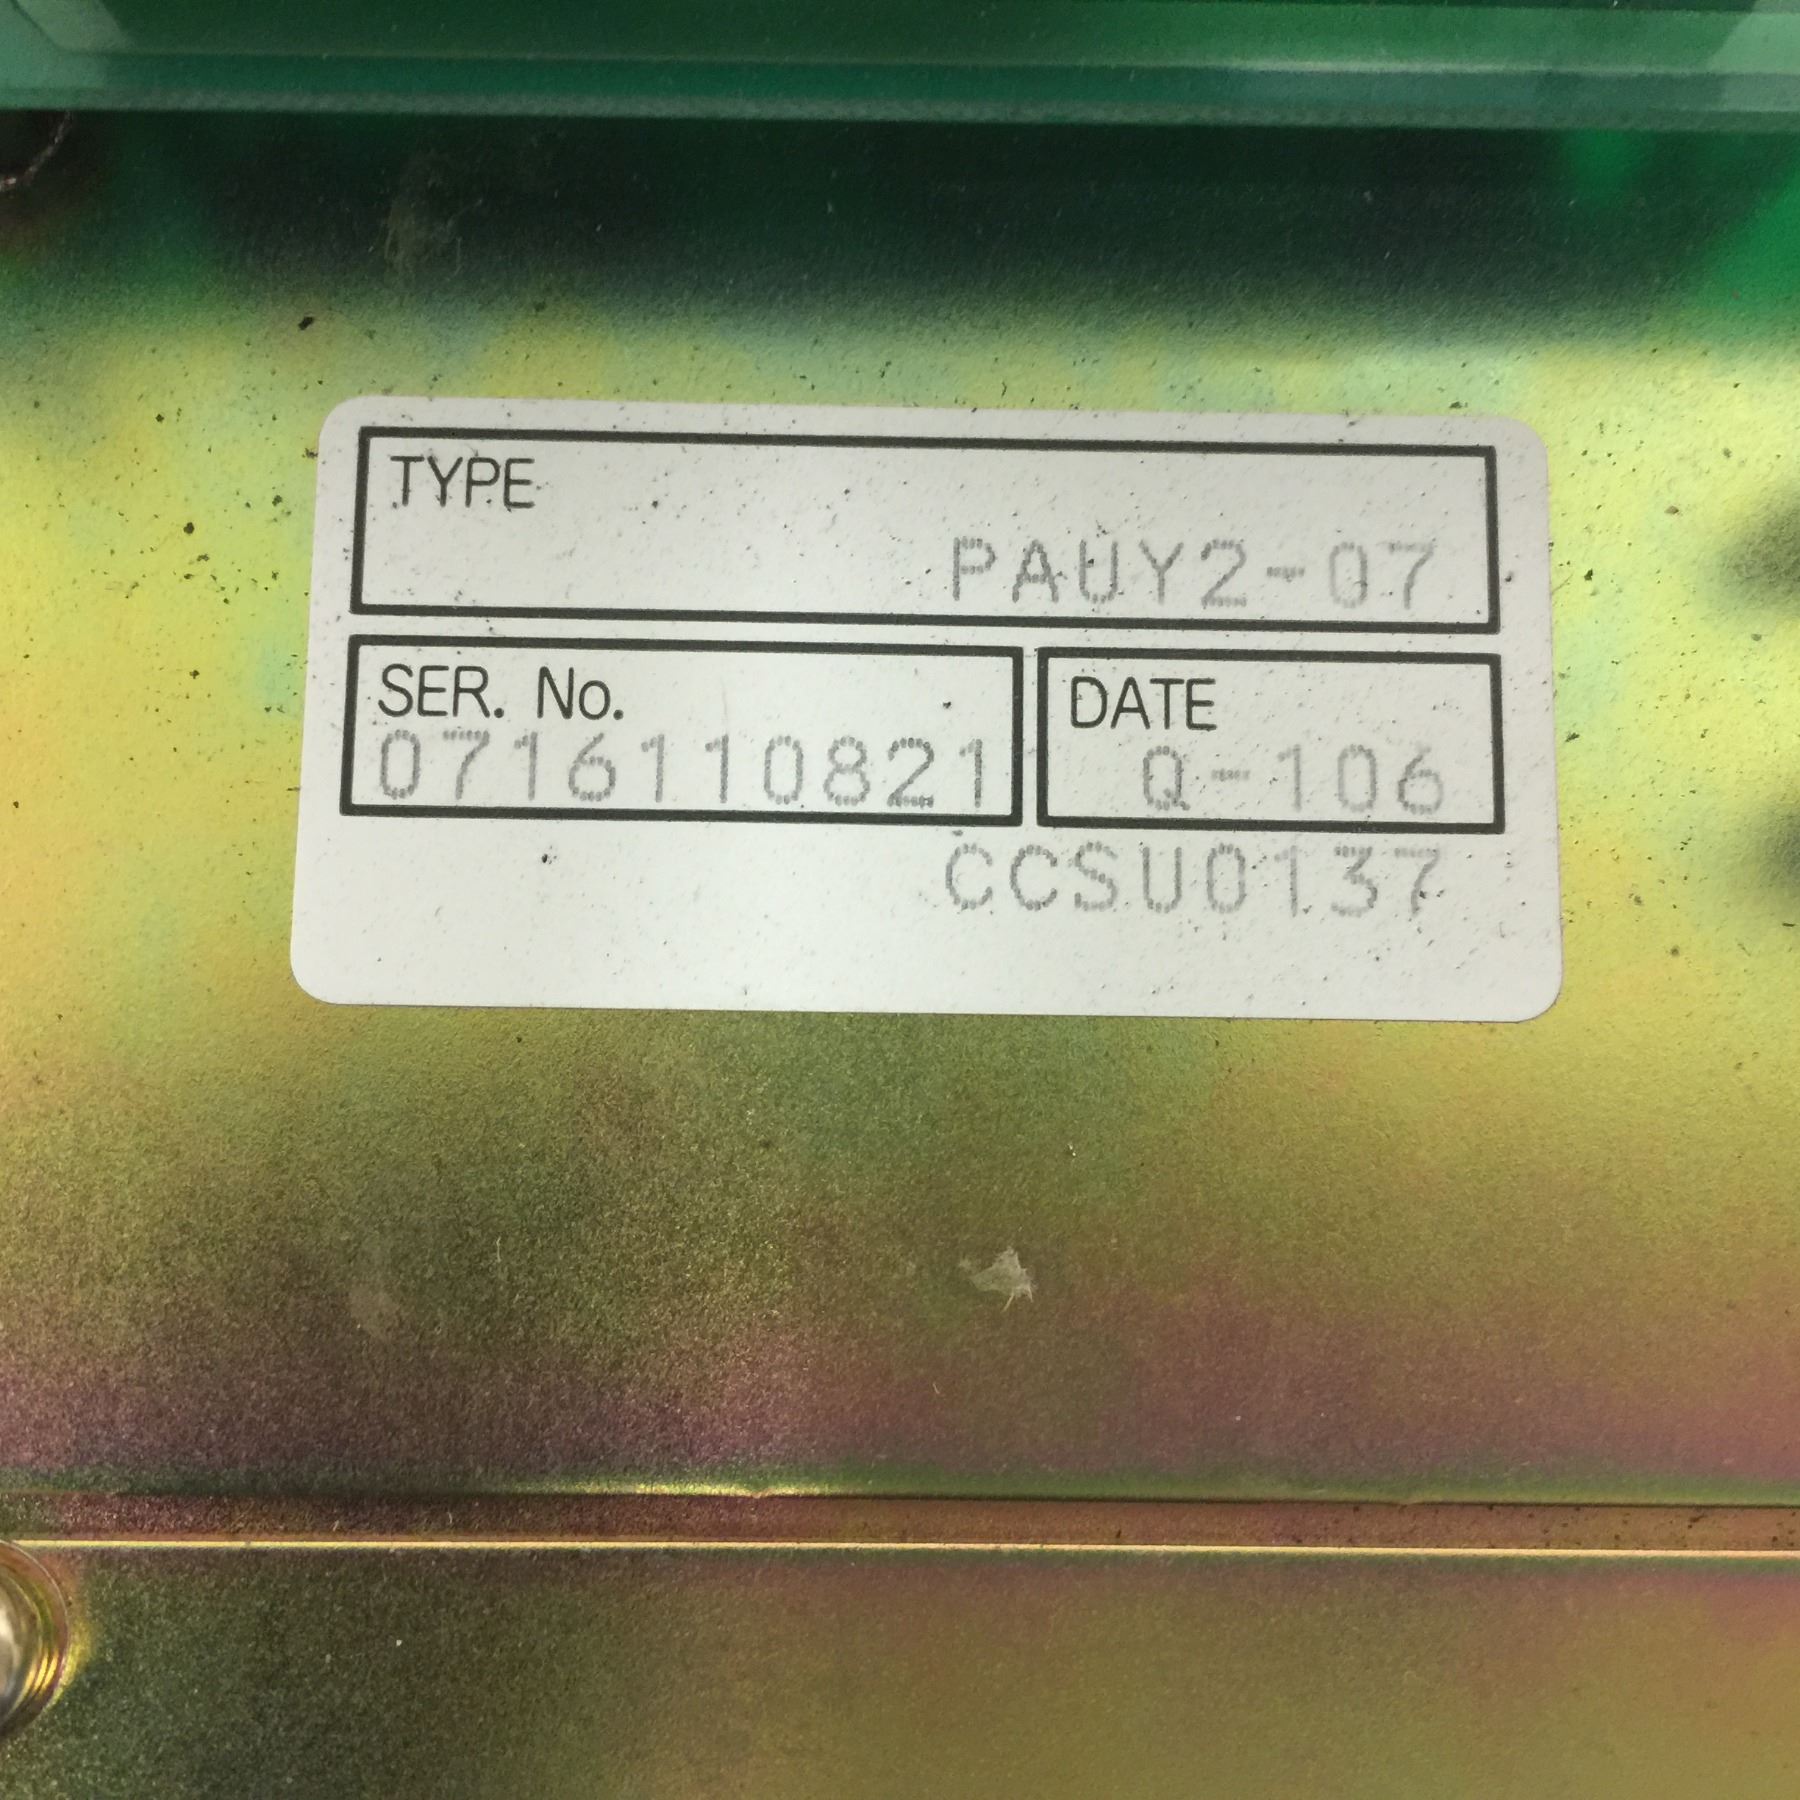 TYPE
PAUY2-07
SER. No.
0716110821
DATE
Q-106
CCSU0137